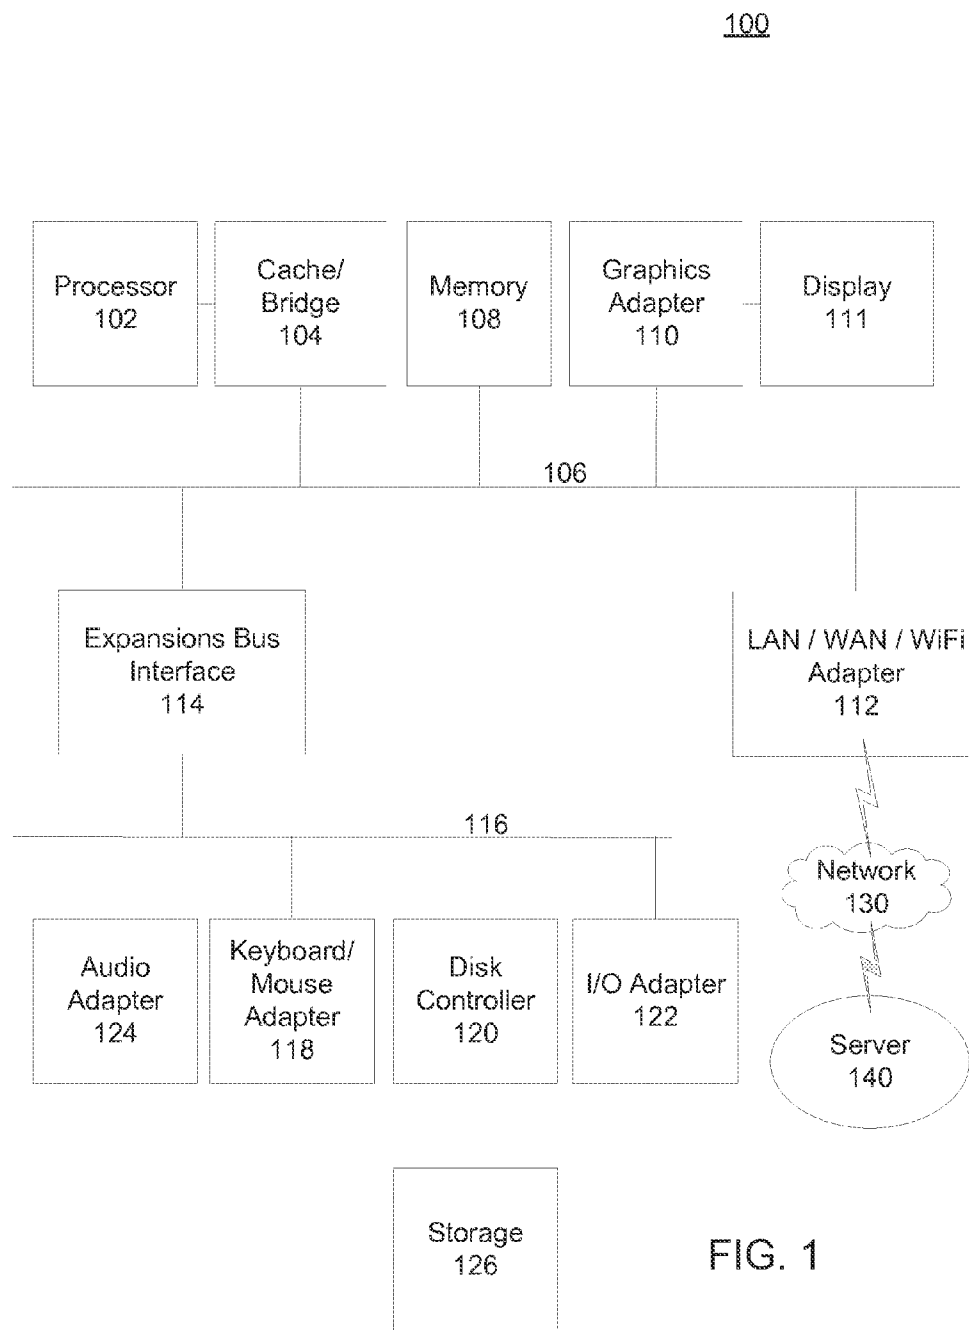 100
Processor
102
Cache/
Bridge
104
Memory
108
Graphics
Adapter
110
Display
111
106
Expansions Bus
Interface
114
LAN / WAN / WiFi
Adapter
112
116
Network
130
Audio
Adapter
124
Keyboard/
Mouse
Adapter
118
Disk
Controller
120
I/O Adapter
122
Server
140
Storage
126
FIG. 1